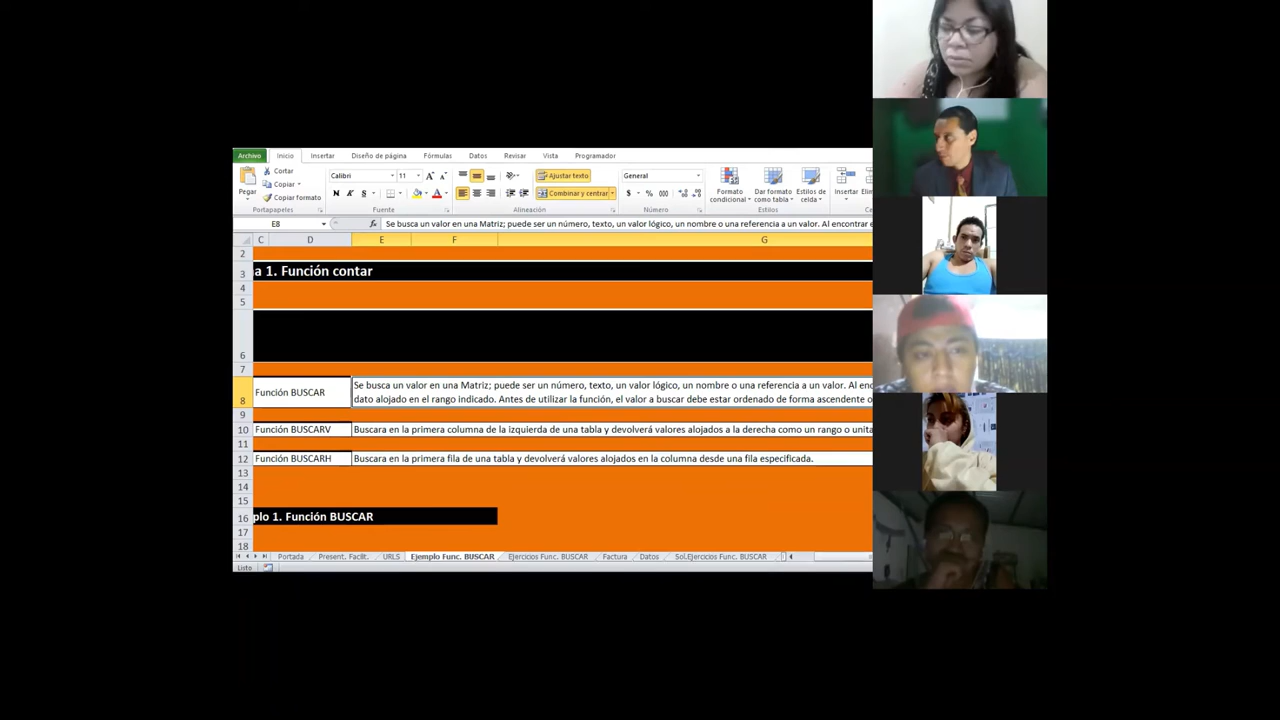 Archivo Inicio Insertar Diseño de página Fórmulas Datos Revisar Vista Programador
Pegar
Cortar
Copiar
Copiar formato
Portapapeles
Calibri 11
N K S
Fuente
Ajustar texto
Combinar y centrar
Alineación
General
$ % 000
Número
Formato condicional
Dar formato como tabla
Estilos de celda
Estilos
Insertar
E8 fx Se busca un valor en una Matriz; puede ser un número, texto, un valor lógico, un nombre o una referencia a un valor. Al encontrar e
C D E F G
2
3 a 1. Función contar
4
5
6
7
8 Función BUSCAR Se busca un valor en una Matriz; puede ser un número, texto, un valor lógico, un nombre o una referencia a un valor. Al enc
dato alojado en el rango indicado. Antes de utilizar la función, el valor a buscar debe estar ordenado de forma ascendente o
9
10 Función BUSCARV Buscara en la primera columna de la izquierda de una tabla y devolverá valores alojados a la derecha como un rango o unita
11
12 Función BUSCARH Buscara en la primera fila de una tabla y devolverá valores alojados en la columna desde una fila especificada.
13
14
15
16 plo 1. Función BUSCAR
17
18
Portada Present. Facilit. URLS Ejemplo Func. BUSCAR Ejercicios Func. BUSCAR Factura Datos Sol.Ejercicios Func. BUSCAR
Listo